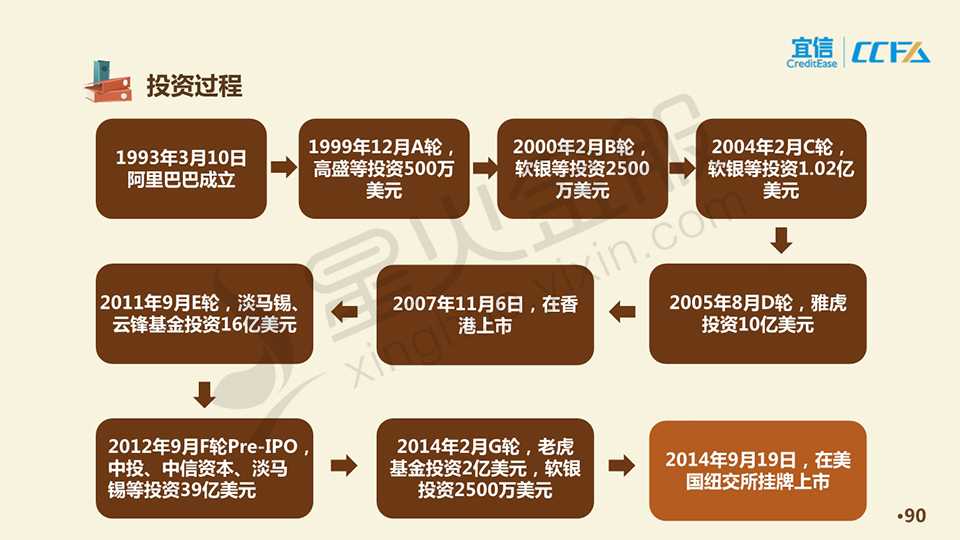 宜信
CreditEase
CCFA
投资过程
1993年3月10日
阿里巴巴成立
1999年12月A轮，
高盛等投资500万
美元
2000年2月B轮，
软银等投资2500
万美元
2004年2月C轮，
软银等投资1.02亿
美元
2005年8月D轮，雅虎
投资10亿美元
2007年11月6日，在香
港上市
2011年9月E轮，淡马锡、
云锋基金投资16亿美元
2012年9月F轮Pre-IPO，
中投、中信资本、淡马
锡等投资39亿美元
2014年2月G轮，老虎
基金投资2亿美元，软银
投资2500万美元
2014年9月19日，在美
国纽交所挂牌上市
星火金服
•90